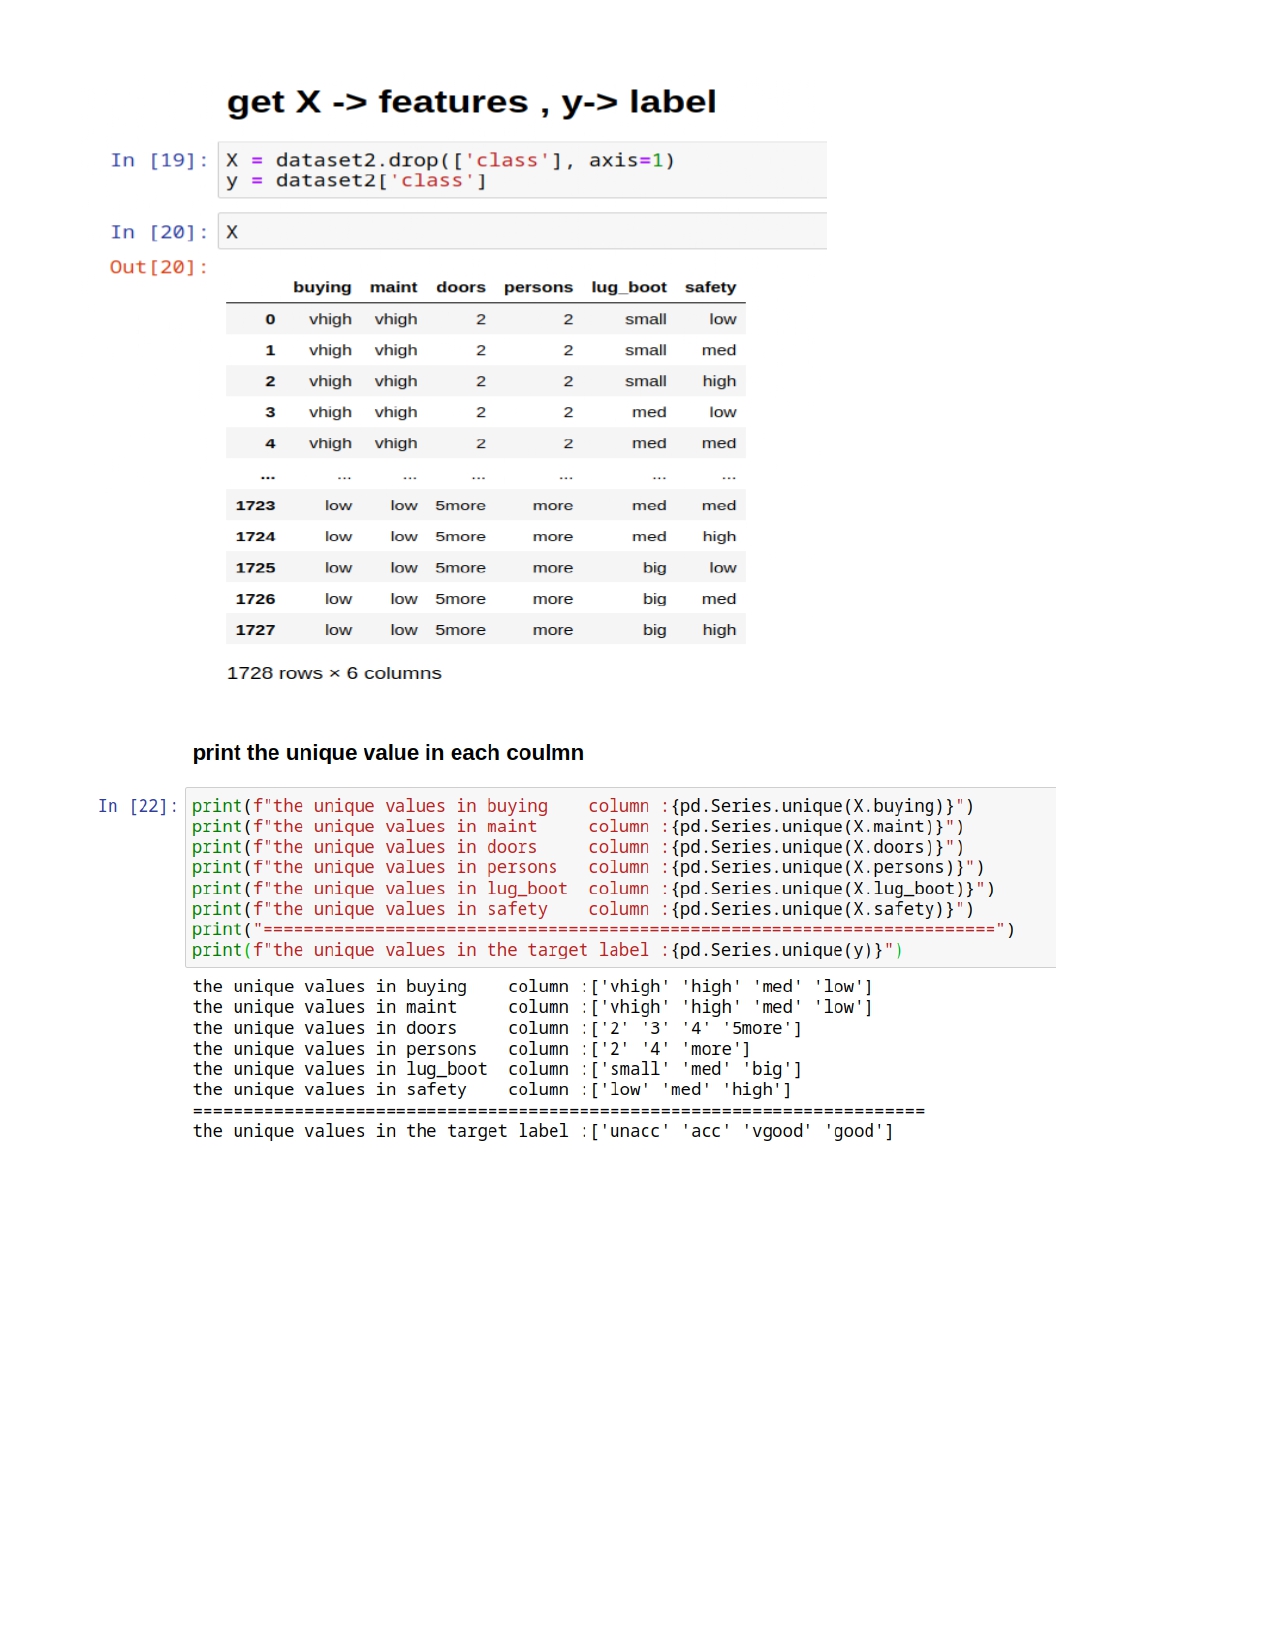 get X -> features , y-> label
In [19]: X = dataset2.drop(['class'], axis=1)
y = dataset2['class']
In [20]: X
Out[20]:
buying maint doors persons lug_boot safety
0 vhigh vhigh 2 2 small low
1 vhigh vhigh 2 2 small med
2 vhigh vhigh 2 2 small high
3 vhigh vhigh 2 2 med low
4 vhigh vhigh 2 2 med med
... ... ... ... ... ... ...
1723 low low 5more more med med
1724 low low 5more more med high
1725 low low 5more more big low
1726 low low 5more more big med
1727 low low 5more more big high
1728 rows × 6 columns
print the unique value in each coulmn
In [22]: print(f"the unique values in buying    column :{pd.Series.unique(X.buying)}")
print(f"the unique values in maint     column :{pd.Series.unique(X.maint)}")
print(f"the unique values in doors     column :{pd.Series.unique(X.doors)}")
print(f"the unique values in persons   column :{pd.Series.unique(X.persons)}")
print(f"the unique values in lug_boot  column :{pd.Series.unique(X.lug_boot)}")
print(f"the unique values in safety    column :{pd.Series.unique(X.safety)}")
print("========================================================================")
print(f"the unique values in the target label :{pd.Series.unique(y)}")
the unique values in buying    column :['vhigh' 'high' 'med' 'low']
the unique values in maint     column :['vhigh' 'high' 'med' 'low']
the unique values in doors     column :['2' '3' '4' '5more']
the unique values in persons   column :['2' '4' 'more']
the unique values in lug_boot  column :['small' 'med' 'big']
the unique values in safety    column :['low' 'med' 'high']
========================================================================
the unique values in the target label :['unacc' 'acc' 'vgood' 'good']